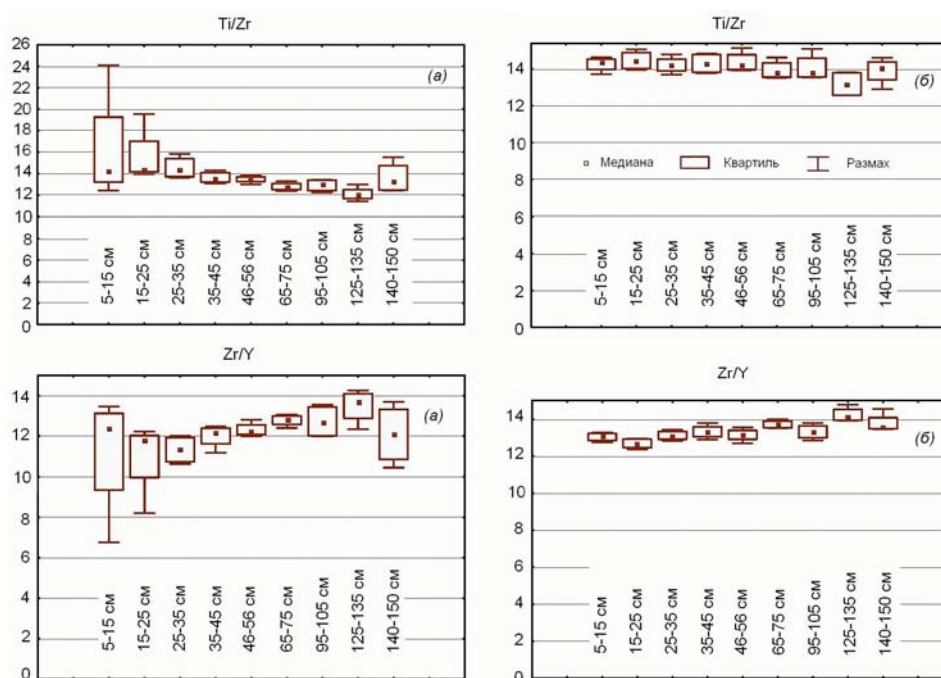 Ti/Zr
26
24
22
20
18
16
14
12
10
8
6
4
2
0
(а)
5-15 см
15-25 см
25-35 см
35-45 см
46-56 см
65-75 см
95-105 см
125-135 см
140-150 см
Ti/Zr
14
12
10
8
6
4
2
0
(б)
Медиана
Квартиль
Размах
5-15 см
15-25 см
25-35 см
35-45 см
46-56 см
65-75 см
95-105 см
125-135 см
140-150 см
Zr/Y
14
12
10
8
6
4
2
0
(а)
5-15 см
15-25 см
25-35 см
35-45 см
46-56 см
65-75 см
95-105 см
125-135 см
140-150 см
Zr/Y
14
12
10
8
6
4
2
0
(б)
5-15 см
15-25 см
25-35 см
35-45 см
46-56 см
65-75 см
95-105 см
125-135 см
140-150 см